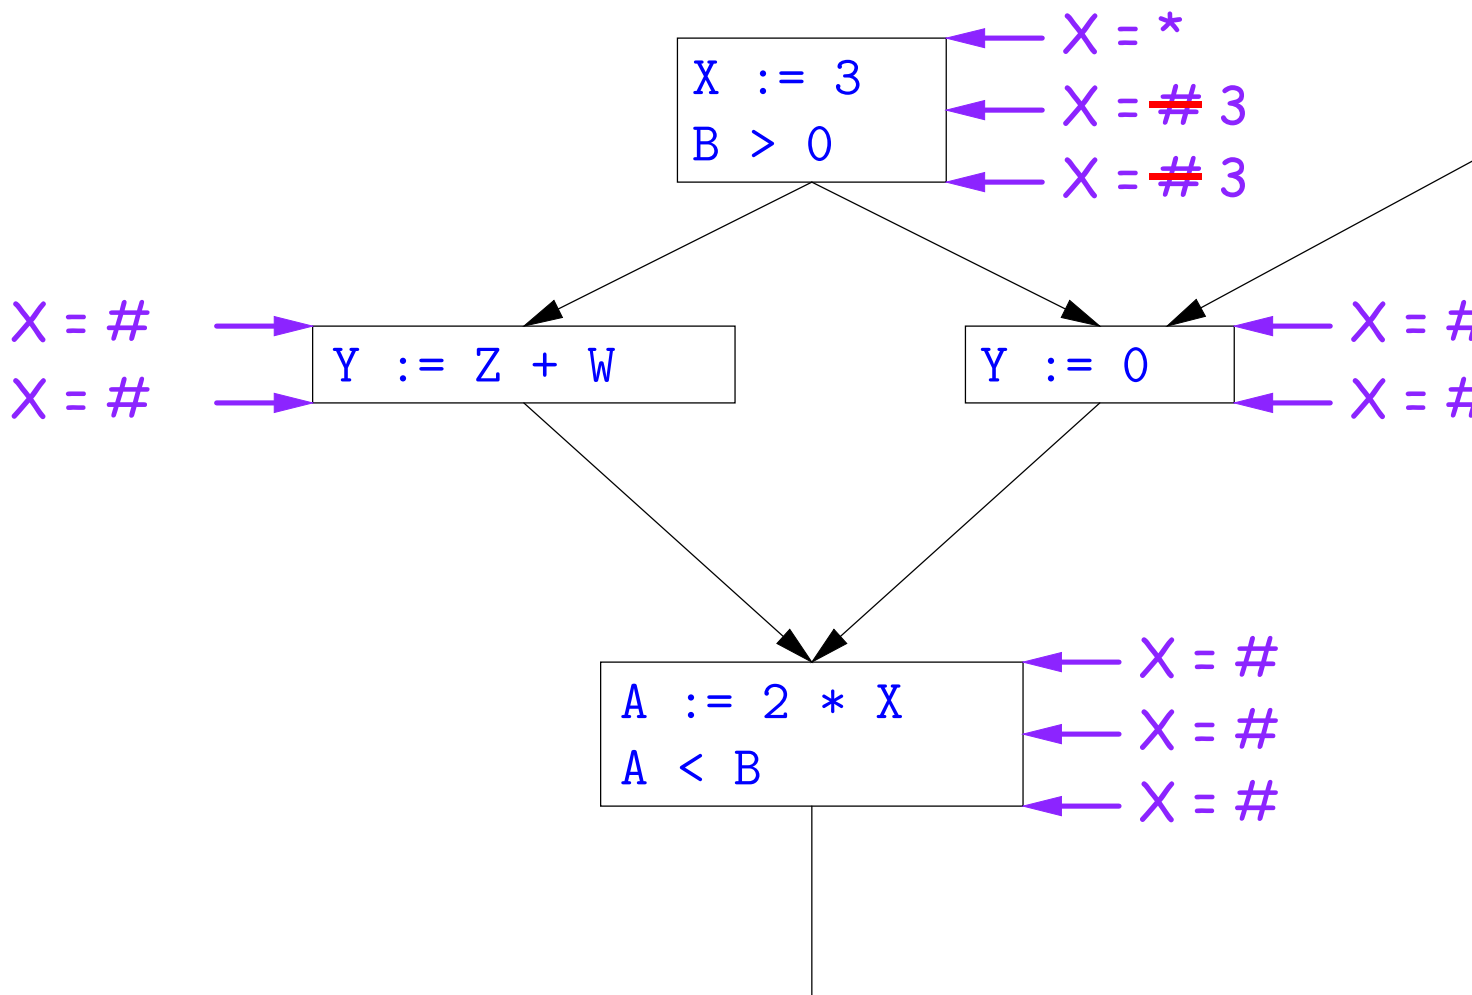 X = *
X := 3
X = # 3
B > 0
X = # 3
X = #
X = #
Y := Z + W
Y := 0
X = #
X = #
X = #
A := 2 * X
X = #
A < B
X = #